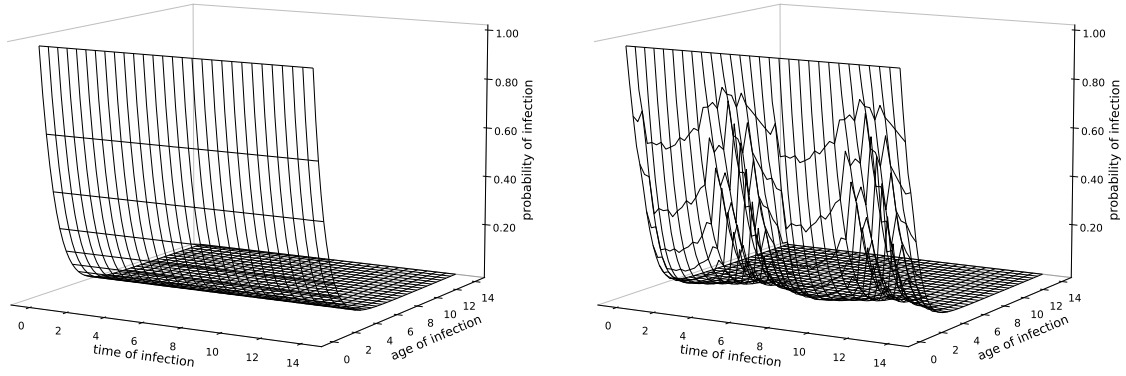 1.00
0.80
0.60
0.40
0.20
probability of infection
0 2 4 6 8 10 12 14
time of infection
0 2 4 6 8 10 12 14
age of infection
1.00
0.80
0.60
0.40
0.20
probability of infection
0 2 4 6 8 10 12 14
time of infection
0 2 4 6 8 10 12 14
age of infection